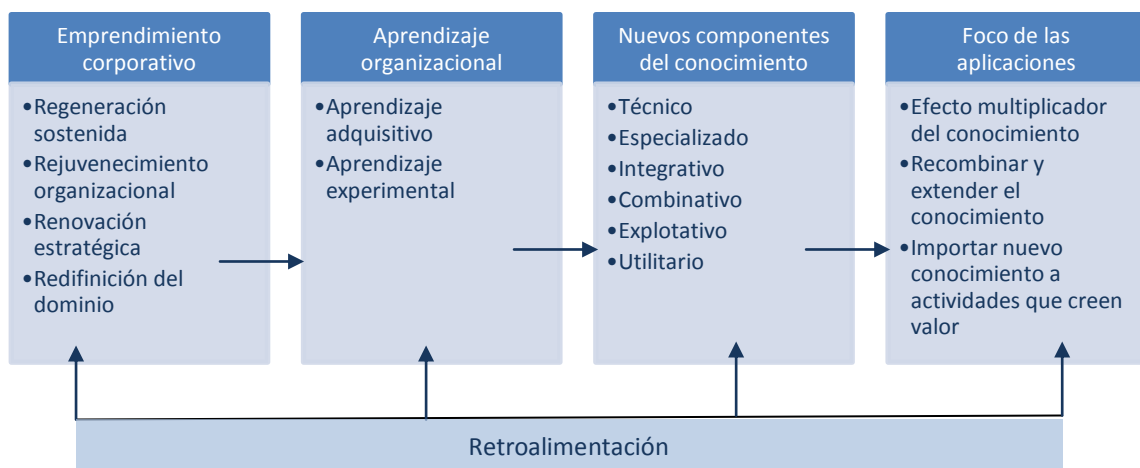 Emprendimiento
corporativo
•Regeneración
sostenida
•Rejuvenecimiento
organizacional
•Renovación
estratégica
•Redifinición del
dominio
Aprendizaje
organizacional
•Aprendizaje
adquisitivo
•Aprendizaje
experimental
Nuevos componentes
del conocimiento
•Técnico
•Especializado
•Integrativo
•Combinativo
•Explotativo
•Utilitario
Foco de las
aplicaciones
•Efecto multiplicador
del conocimiento
•Recombinar y
extender el
conocimiento
•Importar nuevo
conocimiento a
actividades que creen
valor
Retroalimentación